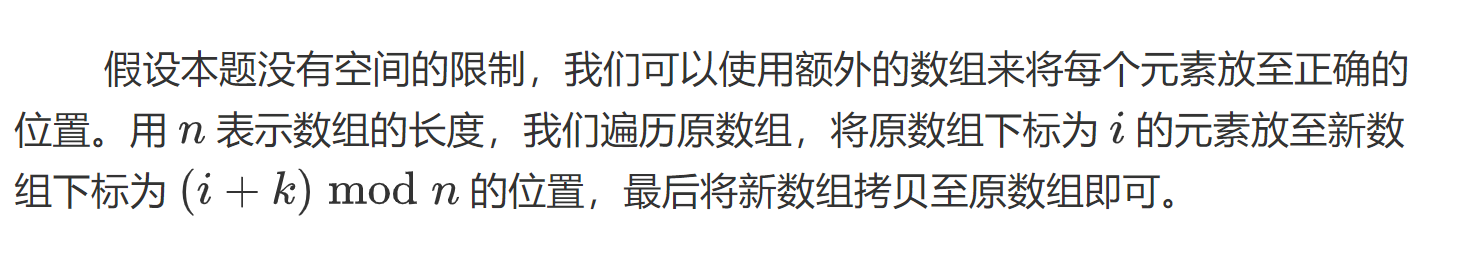 假设本题没有空间的限制，我们可以使用额外的数组来将每个元素放至正确的
位置。用 n 表示数组的长度，我们遍历原数组，将原数组下标为 i 的元素放至新数
组下标为 (i + k) mod n 的位置，最后将新数组拷贝至原数组即可。